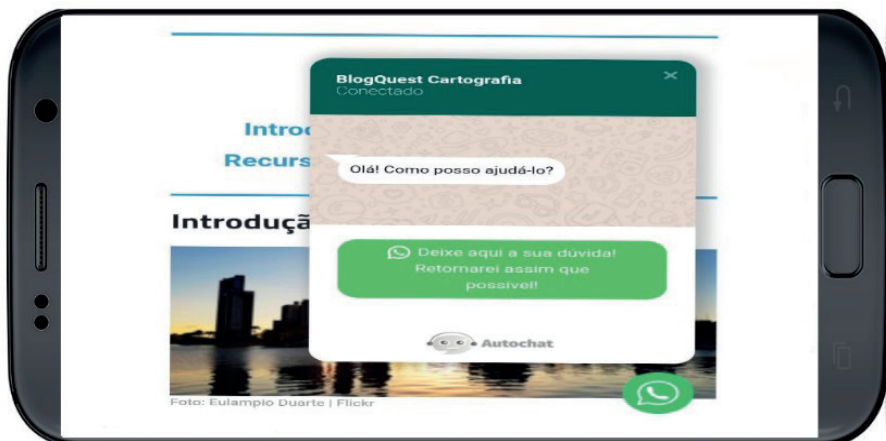 BlogQuest Cartografia
Conectado
Introd
Recurs
Olá! Como posso ajudá-lo?
Introduçã
Deixe aqui a sua dúvida!
Retornarei assim que
possível!
Autochat
Foto: Eulampio Duarte | Flickr